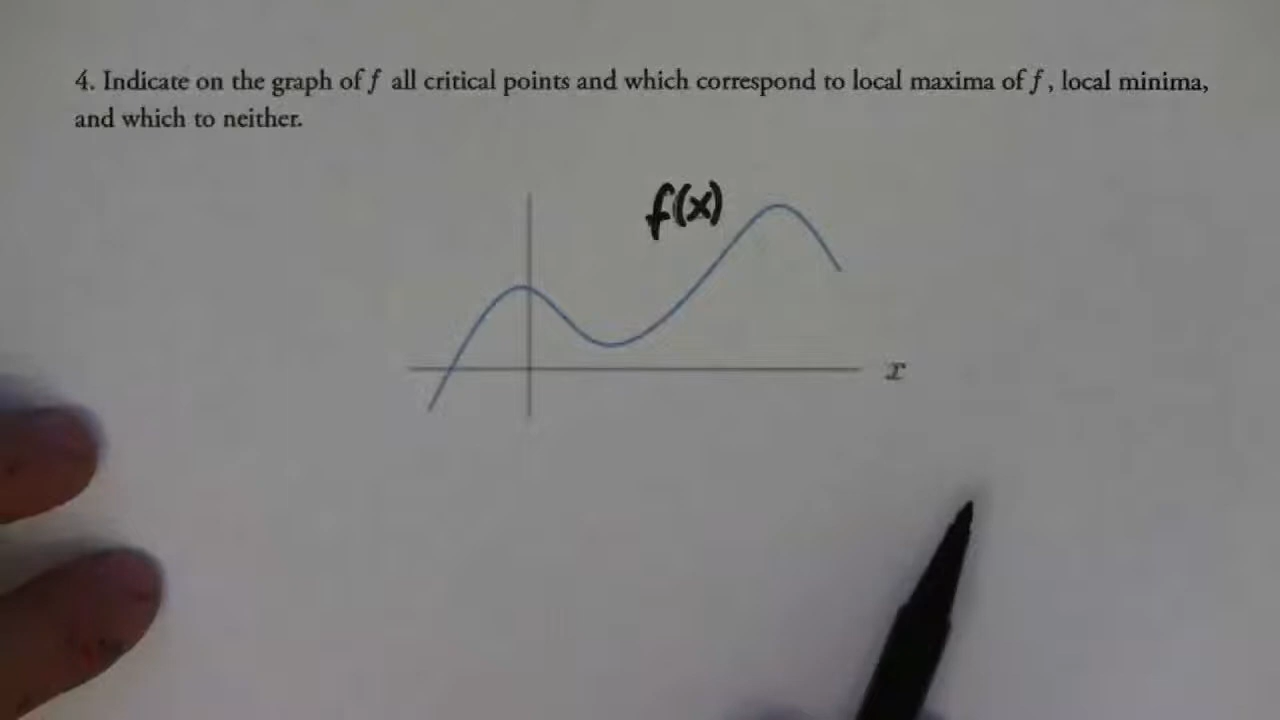 4. Indicate on the graph of f all critical points and which correspond to local maxima of f, local minima,
and which to neither.
f(x)
x